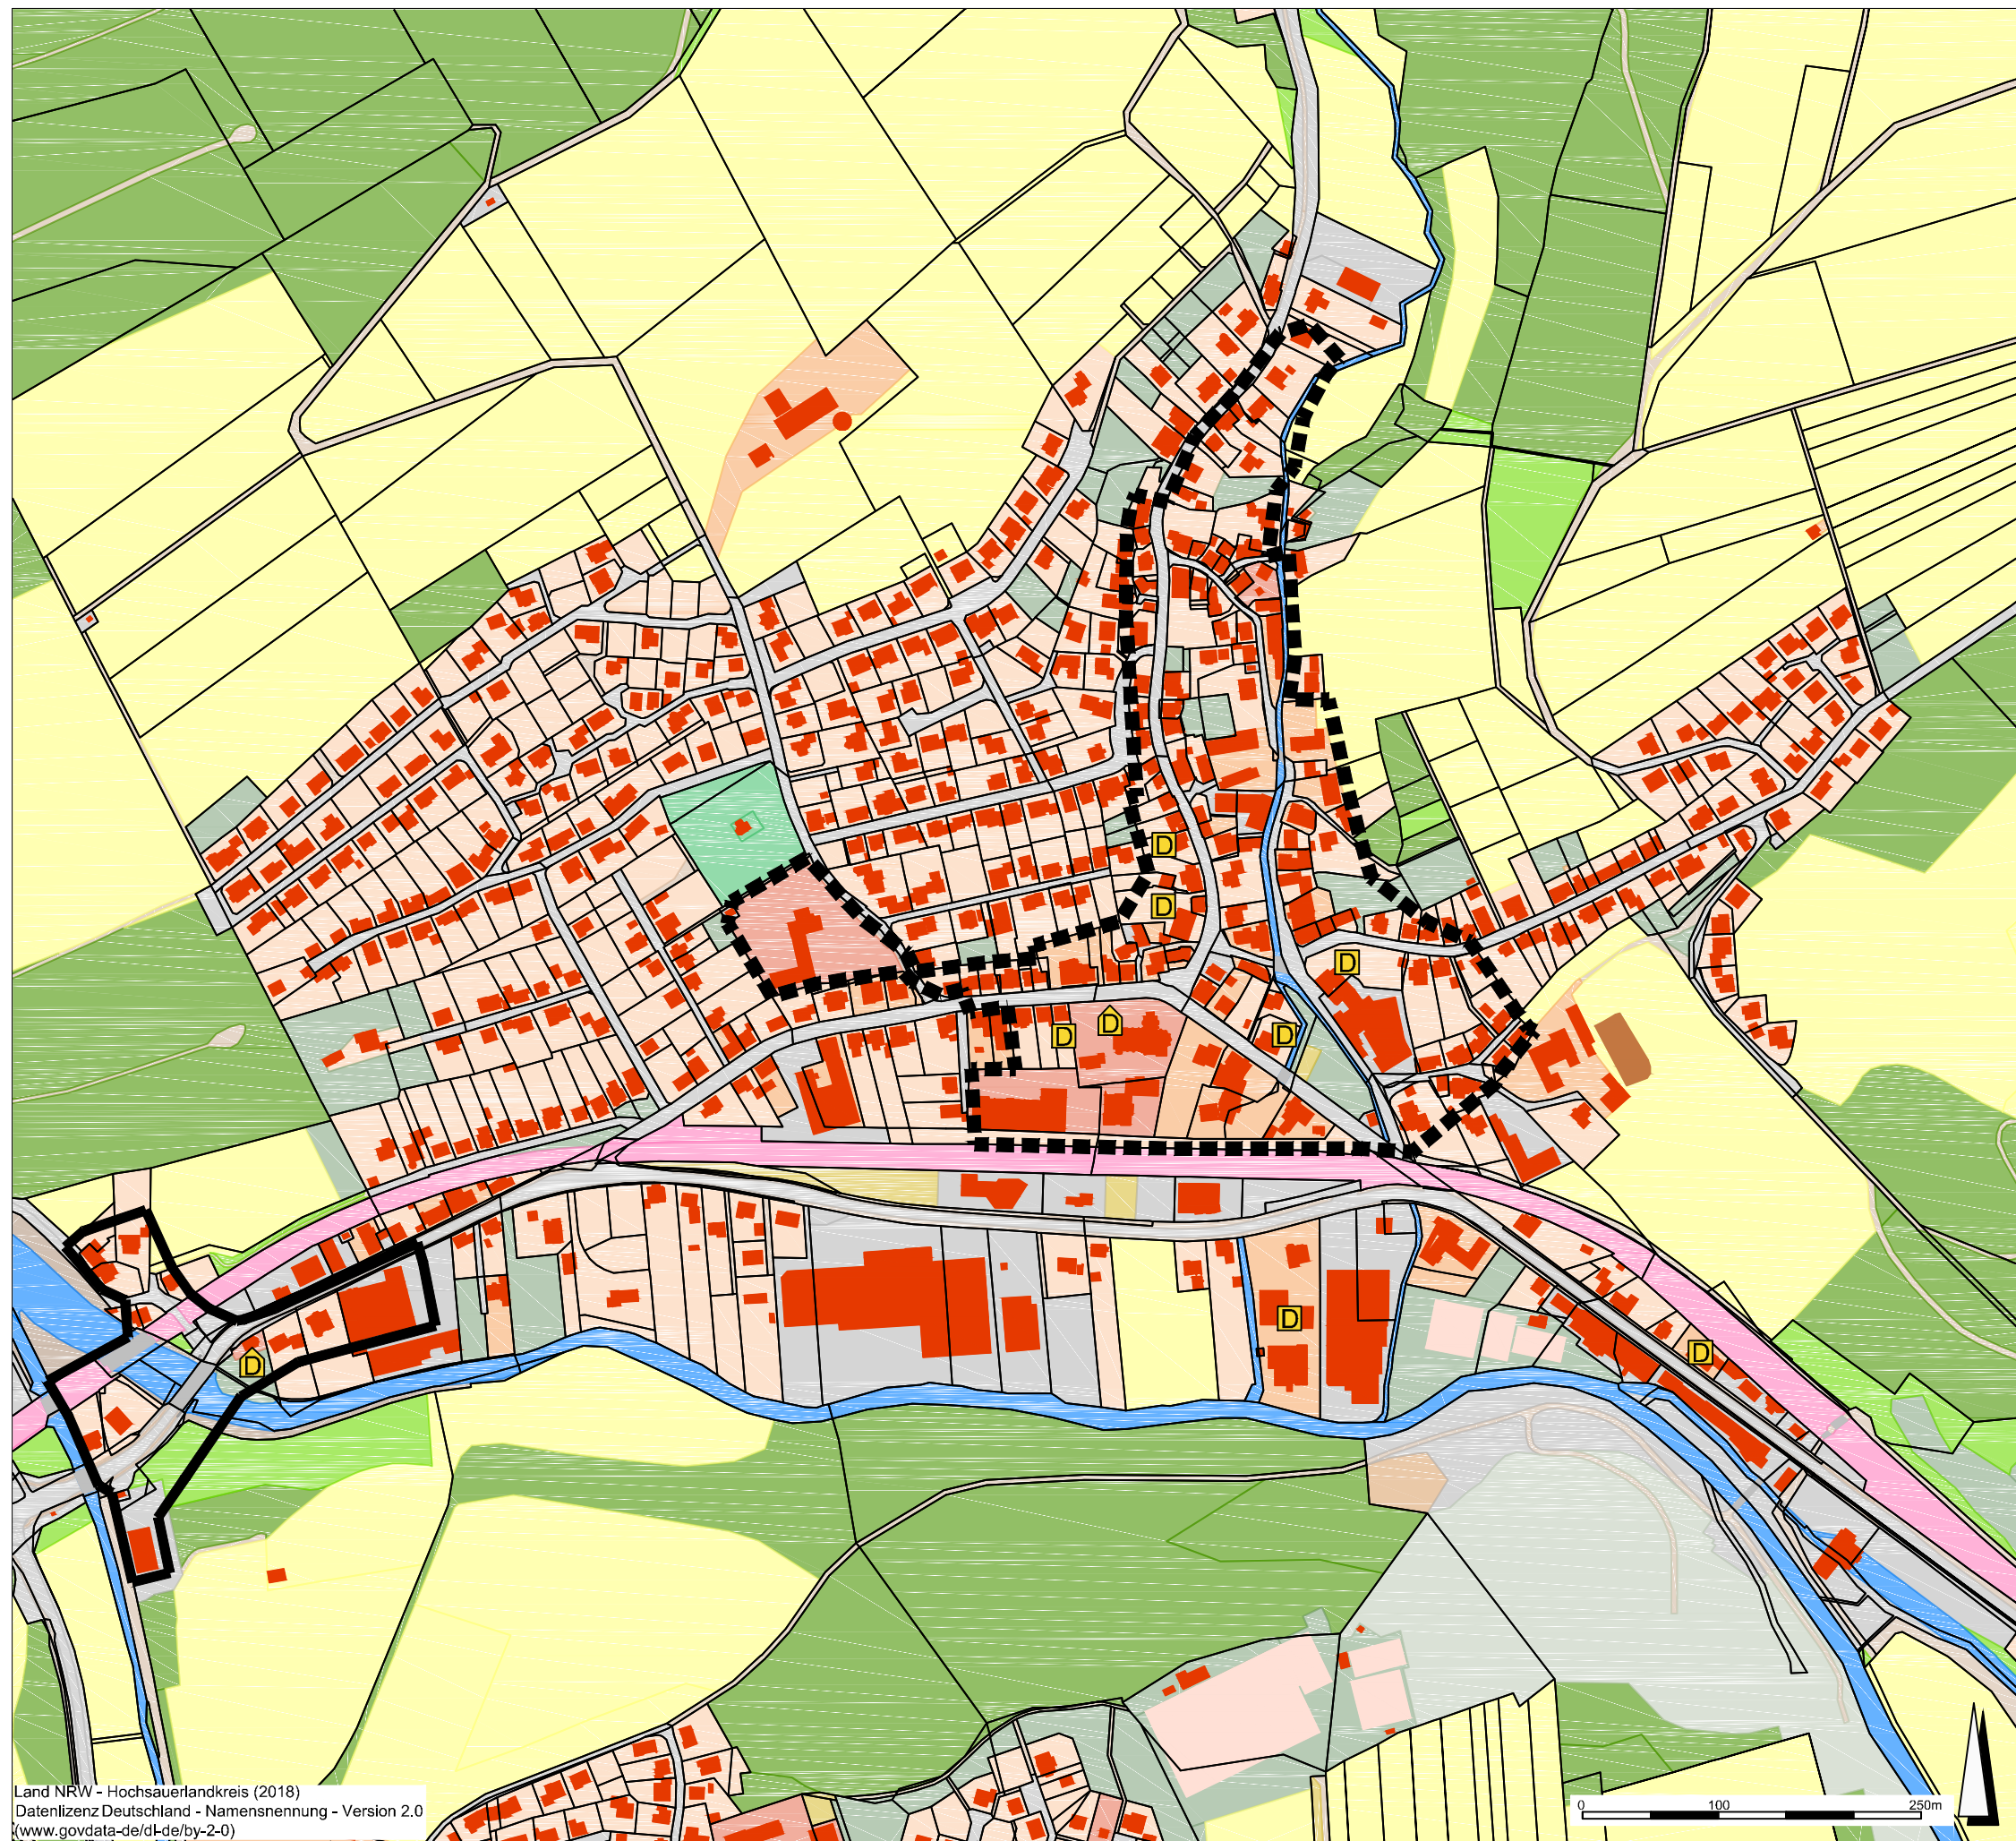 D
D
D
D
D
D
D
D
D
0 100 250m
Land NRW - Hochsauerlandkreis (2018)
Datenlizenz Deutschland - Namensnennung - Version 2.0
(www.govdata-de/dl-de/by-2-0)